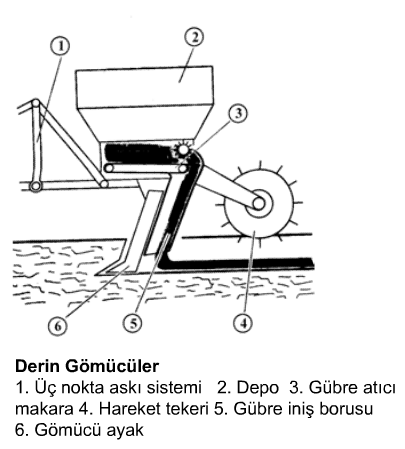 1
2
3
4
5
6
Derin Gömücüler
1. Üç nokta askı sistemi 2. Depo 3. Gübre atıcı
makara 4. Hareket tekeri 5. Gübre iniş borusu
6. Gömücü ayak